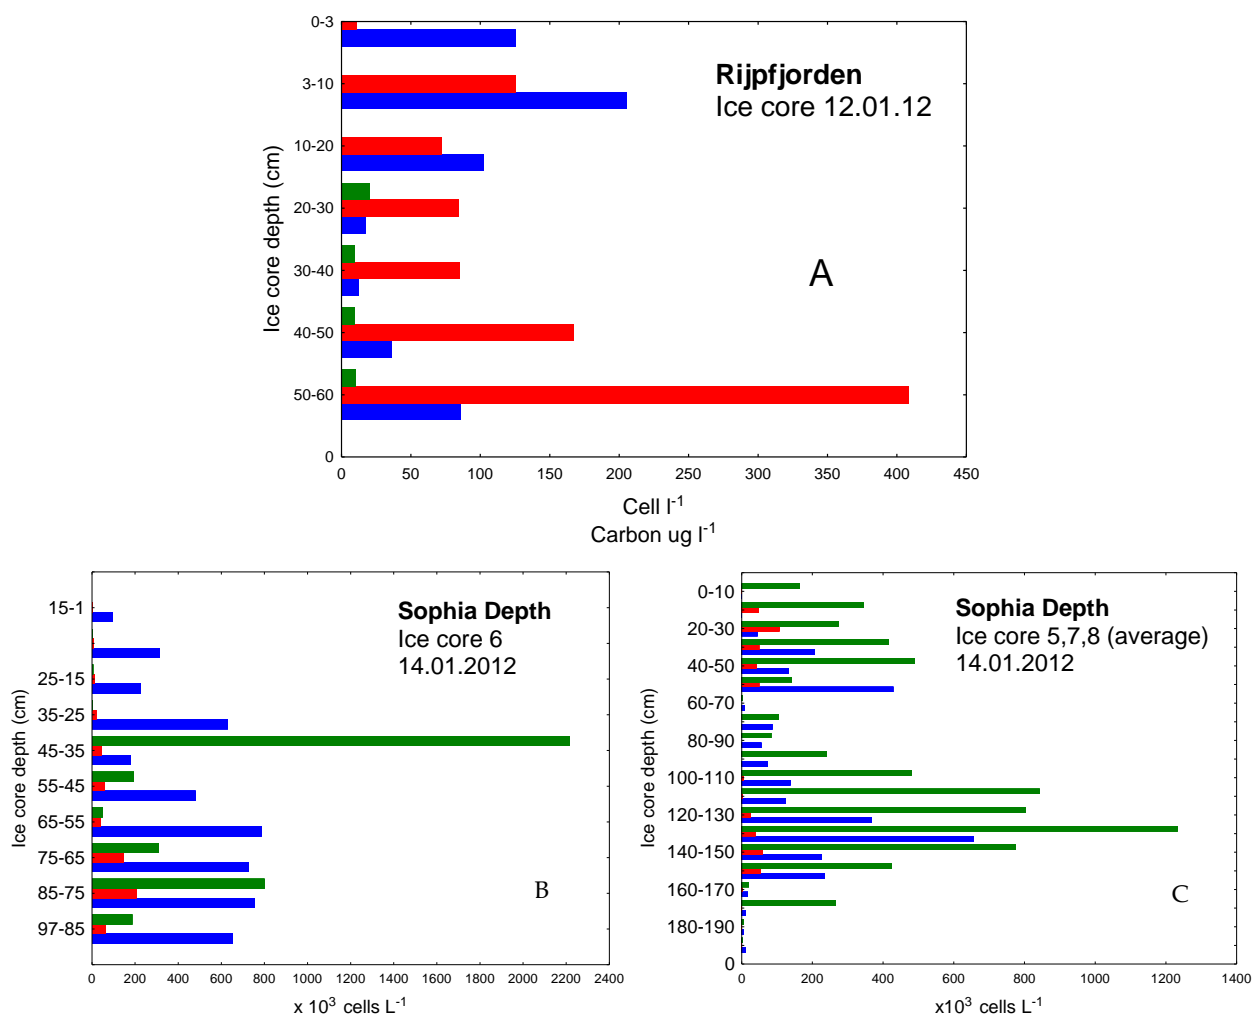 0-3
3-10
10-20
20-30
30-40
40-50
50-60
0
Ice core depth (cm)
Rijpfjorden
Ice core 12.01.12
A
0 50 100 150 200 250 300 350 400 450
Cell l⁻¹
Carbon ug l⁻¹
15-1
25-15
35-25
45-35
55-45
65-55
75-65
85-75
97-85
Ice core depth (cm)
Sophia Depth
Ice core 6
14.01.2012
B
0 200 400 600 800 1000 1200 1400 1600 1800 2000 2200 2400
x 10³ cells L⁻¹
0-10
20-30
40-50
60-70
80-90
100-110
120-130
140-150
160-170
180-190
0
Ice core depth (cm)
Sophia Depth
Ice core 5,7,8 (average)
14.01.2012
C
0 200 400 600 800 1000 1200 1400
x10³ cells L⁻¹